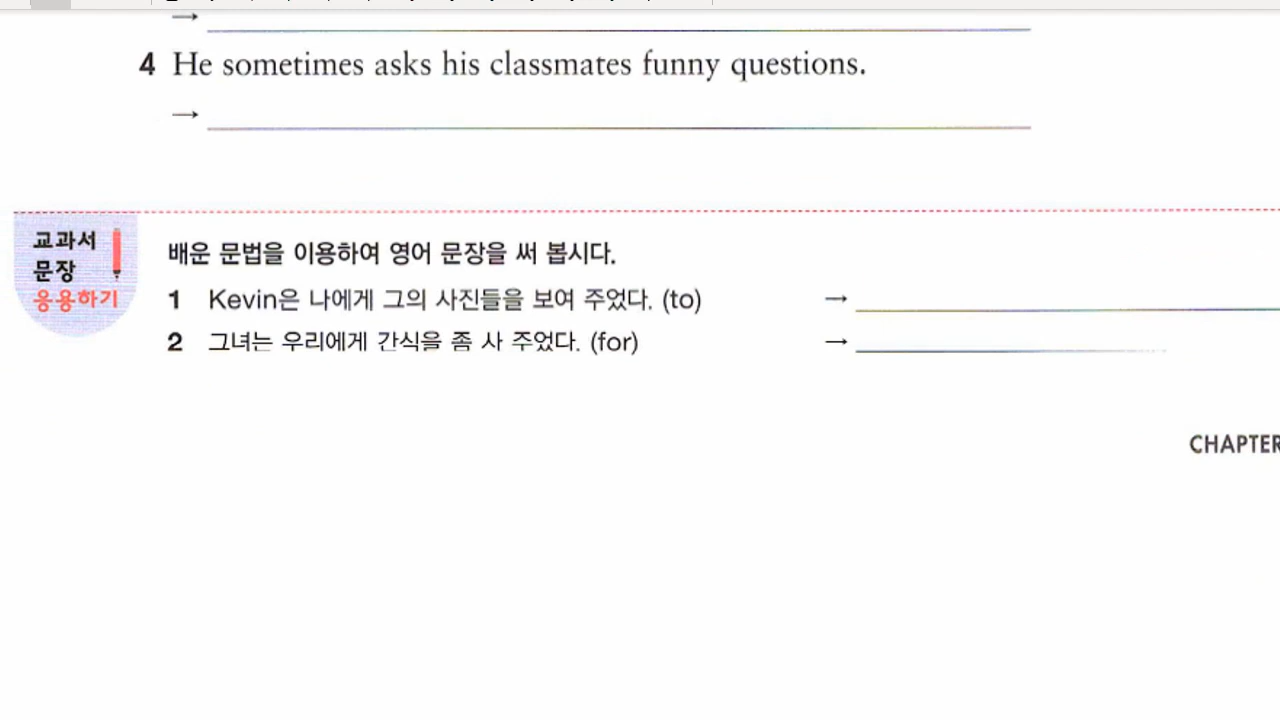 →
4 He sometimes asks his classmates funny questions.
→
교과서
문장
응용하기
배운 문법을 이용하여 영어 문장을 써 봅시다.
1 Kevin은 나에게 그의 사진들을 보여 주었다. (to) →
2 그녀는 우리에게 간식을 좀 사 주었다. (for) →
CHAPTER